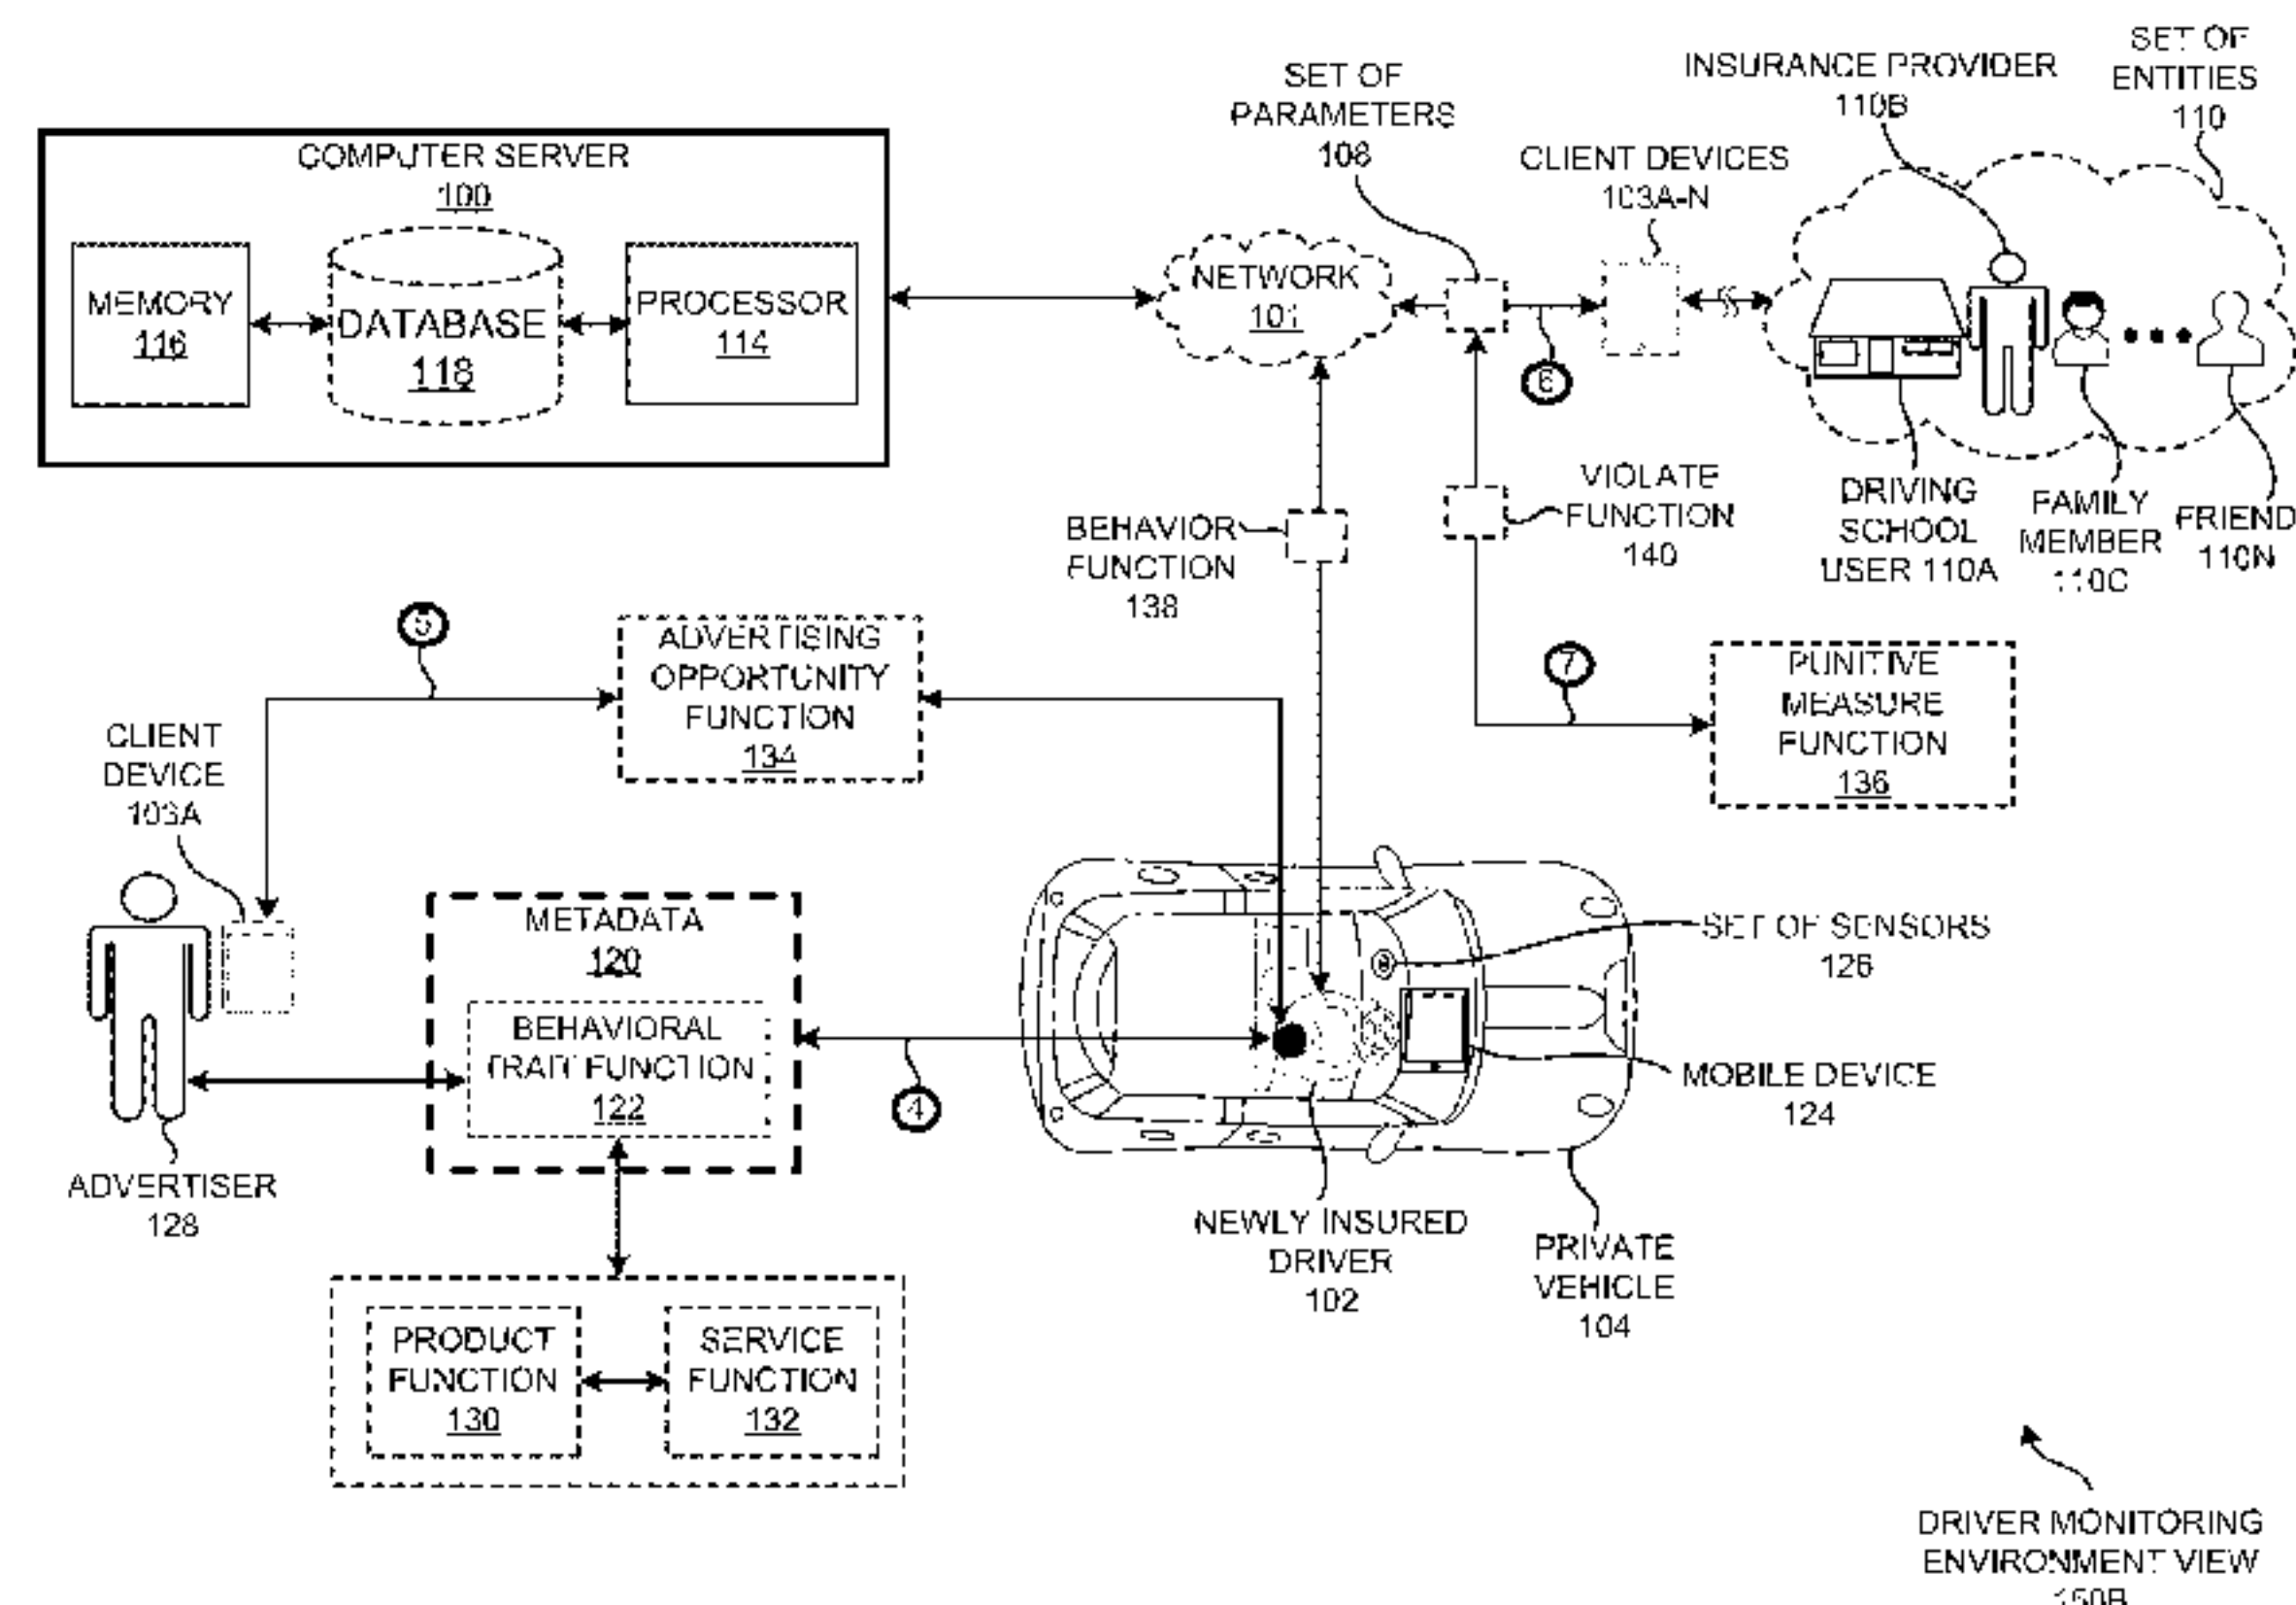 SET OF
PARAMETERS
108
INSURANCE PROVIDER
110B
SET OF
ENTITIES
110
COMPUTER SERVER
100
MEMORY
116
DATABASE
118
PROCESSOR
114
NETWORK
101
CLIENT DEVICES
103A-N
6
BEHAVIOR
FUNCTION
138
VIOLATE
FUNCTION
140
DRIVING
SCHOOL
USER 110A
FAMILY
MEMBER
110C
FRIEND
110N
5
ADVERTISING
OPPORTUNITY
FUNCTION
134
7
PUNITIVE
MEASURE
FUNCTION
136
CLIENT
DEVICE
103A
METADATA
120
BEHAVIORAL
TRAIT FUNCTION
122
4
SET OF SENSORS
126
MOBILE DEVICE
124
ADVERTISER
128
NEWLY INSURED
DRIVER
102
PRIVATE
VEHICLE
104
PRODUCT
FUNCTION
130
SERVICE
FUNCTION
132
DRIVER MONITORING
ENVIRONMENT VIEW
150B